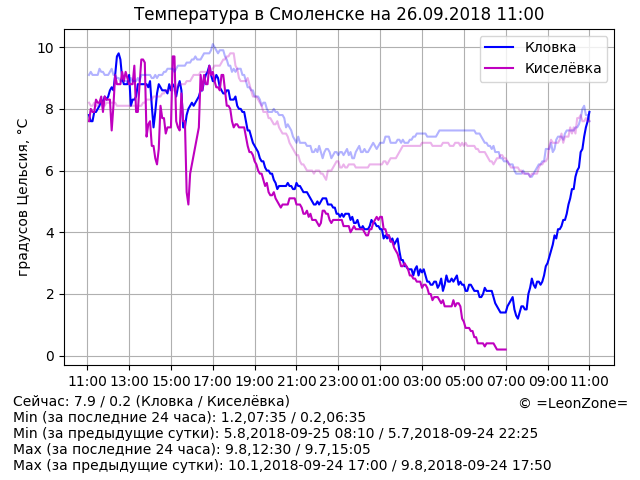 Температура в Смоленске на 26.09.2018 11:00
градусов Цельсия, °C
10
8
6
4
2
0
Кловка
Киселёвка
11:00 13:00 15:00 17:00 19:00 21:00 23:00 01:00 03:00 05:00 07:00 09:00 11:00
Сейчас: 7.9 / 0.2 (Кловка / Киселёвка)
© =LeonZone=
Min (за последние 24 часа): 1.2,07:35 / 0.2,06:35
Min (за предыдущие сутки): 5.8,2018-09-25 08:10 / 5.7,2018-09-24 22:25
Max (за последние 24 часа): 9.8,12:30 / 9.7,15:05
Max (за предыдущие сутки): 10.1,2018-09-24 17:00 / 9.8,2018-09-24 17:50